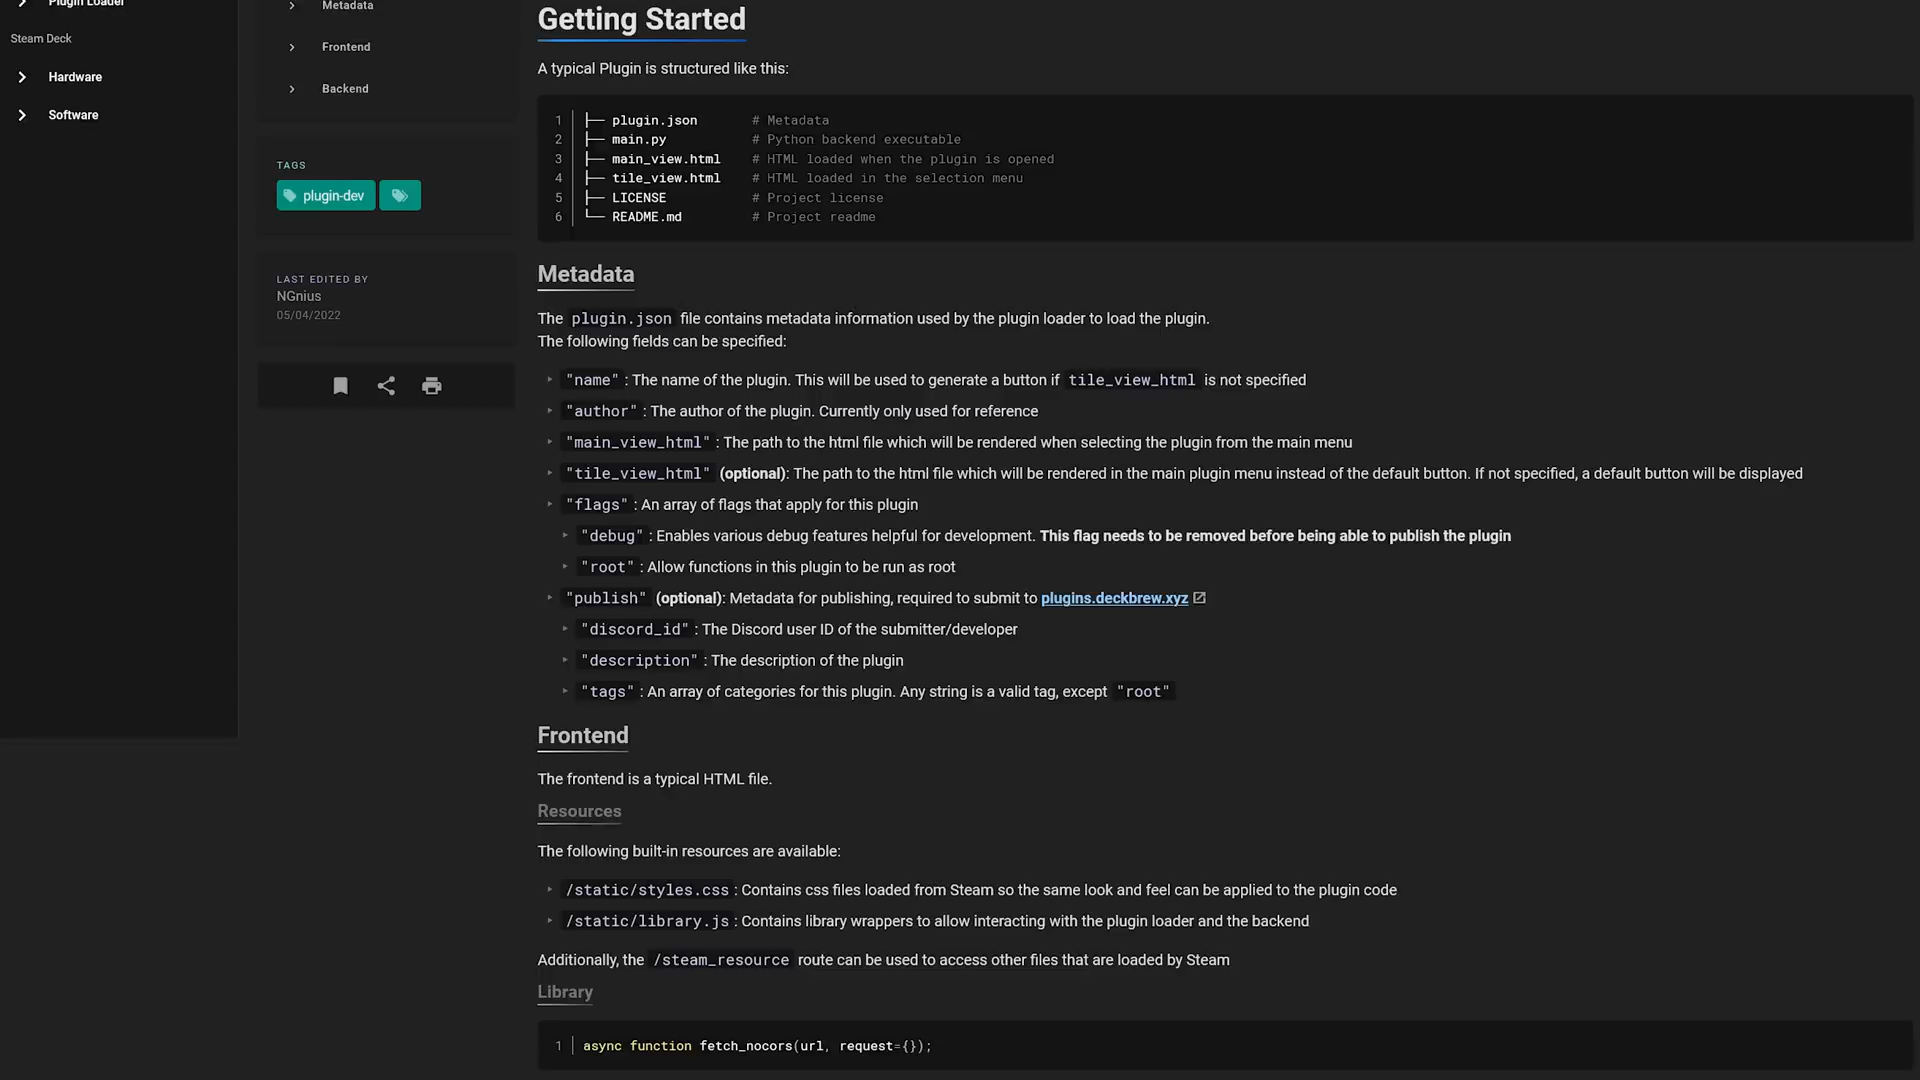 Plugin Loader
Steam Deck
Hardware
Software
Metadata
Frontend
Backend
TAGS
plugin-dev
LAST EDITED BY
NGnius
05/04/2022
Getting Started
A typical Plugin is structured like this:
1 ├── plugin.json # Metadata
2 ├── main.py # Python backend executable
3 ├── main_view.html # HTML loaded when the plugin is opened
4 ├── tile_view.html # HTML loaded in the selection menu
5 ├── LICENSE # Project license
6 └── README.md # Project readme
Metadata
The plugin.json file contains metadata information used by the plugin loader to load the plugin.
The following fields can be specified:
"name" : The name of the plugin. This will be used to generate a button if tile_view_html is not specified
"author" : The author of the plugin. Currently only used for reference
"main_view_html" : The path to the html file which will be rendered when selecting the plugin from the main menu
"tile_view_html" (optional): The path to the html file which will be rendered in the main plugin menu instead of the default button. If not specified, a default button will be displayed
"flags" : An array of flags that apply for this plugin
"debug" : Enables various debug features helpful for development. This flag needs to be removed before being able to publish the plugin
"root" : Allow functions in this plugin to be run as root
"publish" (optional): Metadata for publishing, required to submit to plugins.deckbrew.xyz
"discord_id" : The Discord user ID of the submitter/developer
"description" : The description of the plugin
"tags" : An array of categories for this plugin. Any string is a valid tag, except "root"
Frontend
The frontend is a typical HTML file.
Resources
The following built-in resources are available:
/static/styles.css : Contains css files loaded from Steam so the same look and feel can be applied to the plugin code
/static/library.js : Contains library wrappers to allow interacting with the plugin loader and the backend
Additionally, the /steam_resource route can be used to access other files that are loaded by Steam
Library
1 async function fetch_nocors(url, request={});